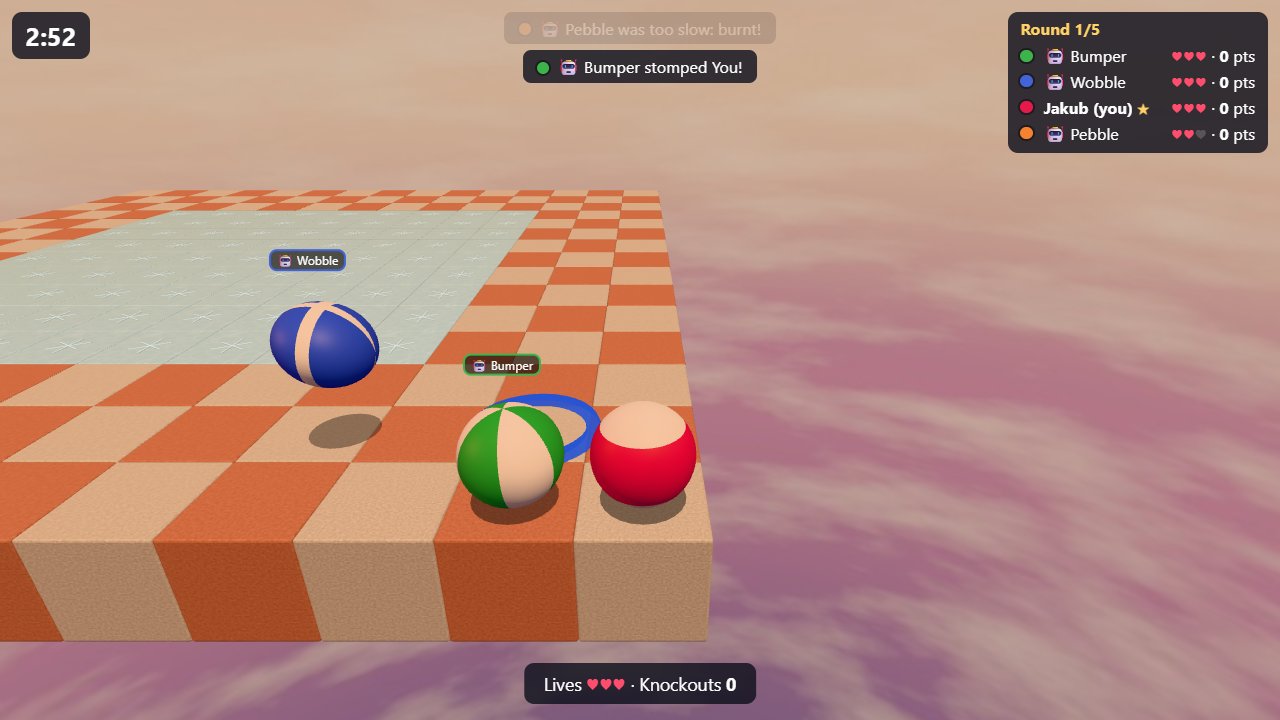 2:52
Pebble was too slow: burnt!
Bumper stomped You!
Round 1/5
Bumper · 0 pts
Wobble · 0 pts
Jakub (you) · 0 pts
Pebble · 0 pts
Wobble
Bumper
Lives · Knockouts 0